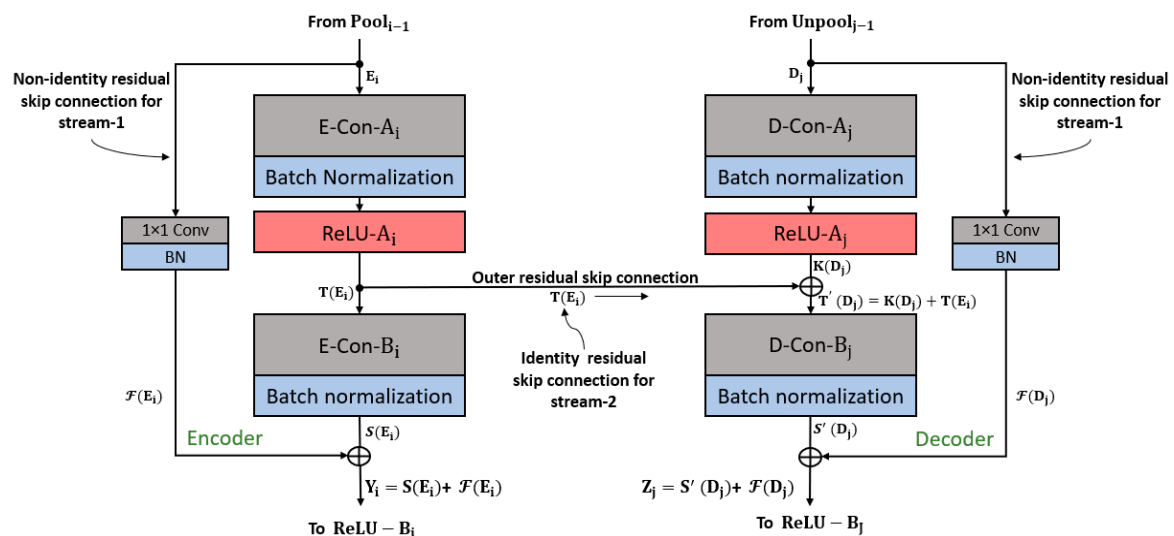 From Pool_{i−1}
E_i
Non-identity residual
skip connection for
stream-1
E-Con-A_i
Batch Normalization
ReLU-A_i
1×1 Conv
BN
T(E_i)
E-Con-B_i
Batch normalization
ℱ(E_i)
S(E_i)
Encoder
Y_i = S(E_i)+ ℱ(E_i)
To ReLU − B_i
Outer residual skip connection
T(E_i)
Identity residual
skip connection for
stream-2
From Unpool_{j−1}
D_j
Non-identity residual
skip connection for
stream-1
D-Con-A_j
Batch normalization
ReLU-A_j
1×1 Conv
BN
K(D_j)
T′(D_j) = K(D_j) + T(E_i)
D-Con-B_j
Batch normalization
ℱ(D_j)
S′ (D_j)
Decoder
Z_j = S′ (D_j)+ ℱ(D_j)
To ReLU − B_J